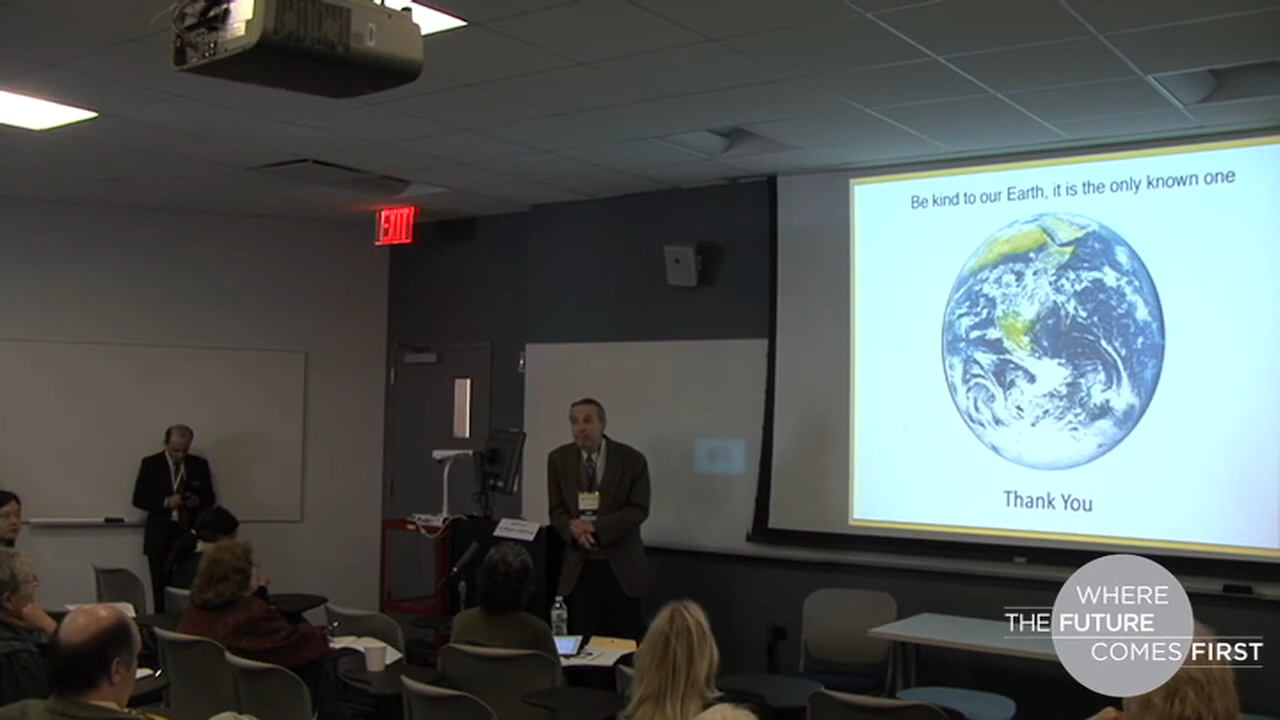 EXIT
Be kind to our Earth, it is the only known one
Thank You
WHERE
THE FUTURE
COMES FIRST